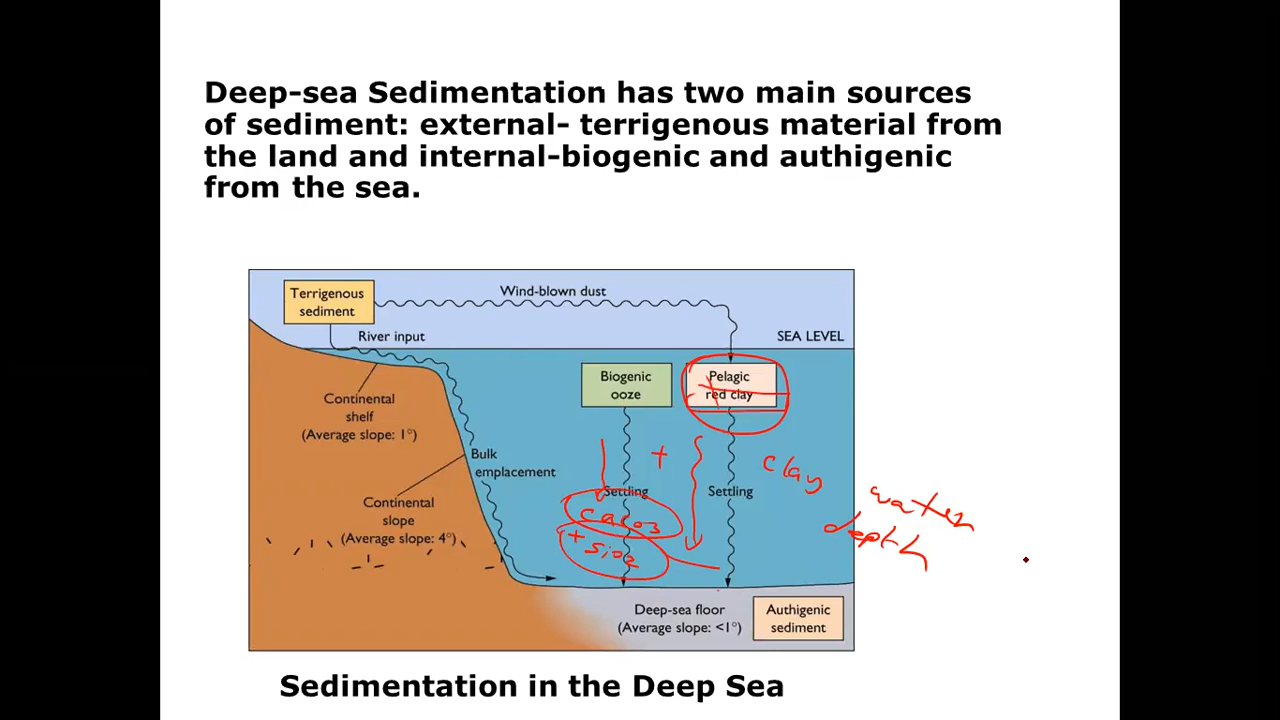 Deep-sea Sedimentation has two main sources
of sediment: external- terrigenous material from
the land and internal-biogenic and authigenic
from the sea.
Terrigenous
sediment
Wind-blown dust
River input
SEA LEVEL
Biogenic
ooze
Pelagic
red clay
Continental
shelf
(Average slope: 1°)
Bulk
emplacement
+
clay
Settling
Settling
water
depth
CaCO3
+ SiO2
Continental
slope
(Average slope: 4°)
Deep-sea floor
(Average slope: <1°)
Authigenic
sediment
Sedimentation in the Deep Sea